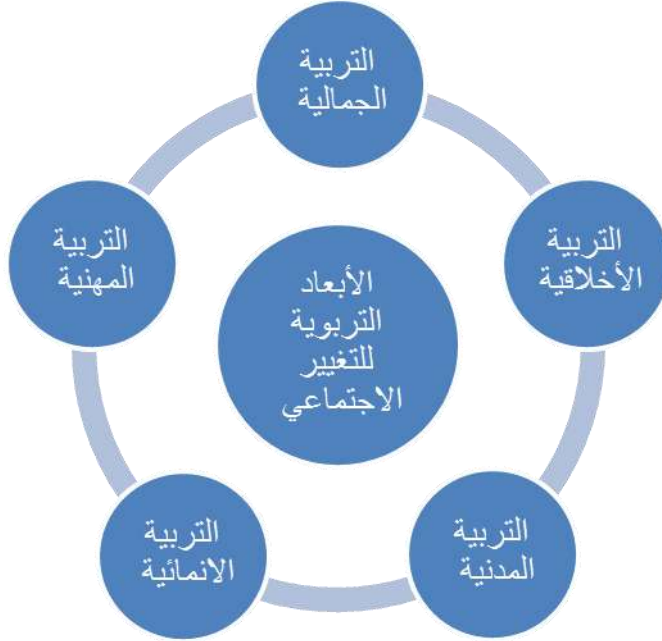 التربية
الجمالية
التربية
الأخلاقية
التربية
المدنية
التربية
الانمائية
التربية
المهنية
الأبعاد
التربوية
للتغيير
الاجتماعي